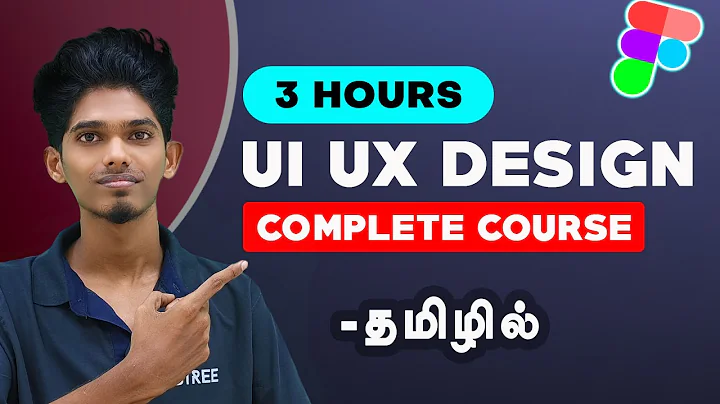 3 HOURS
UI UX DESIGN
COMPLETE COURSE
-தமிழில்